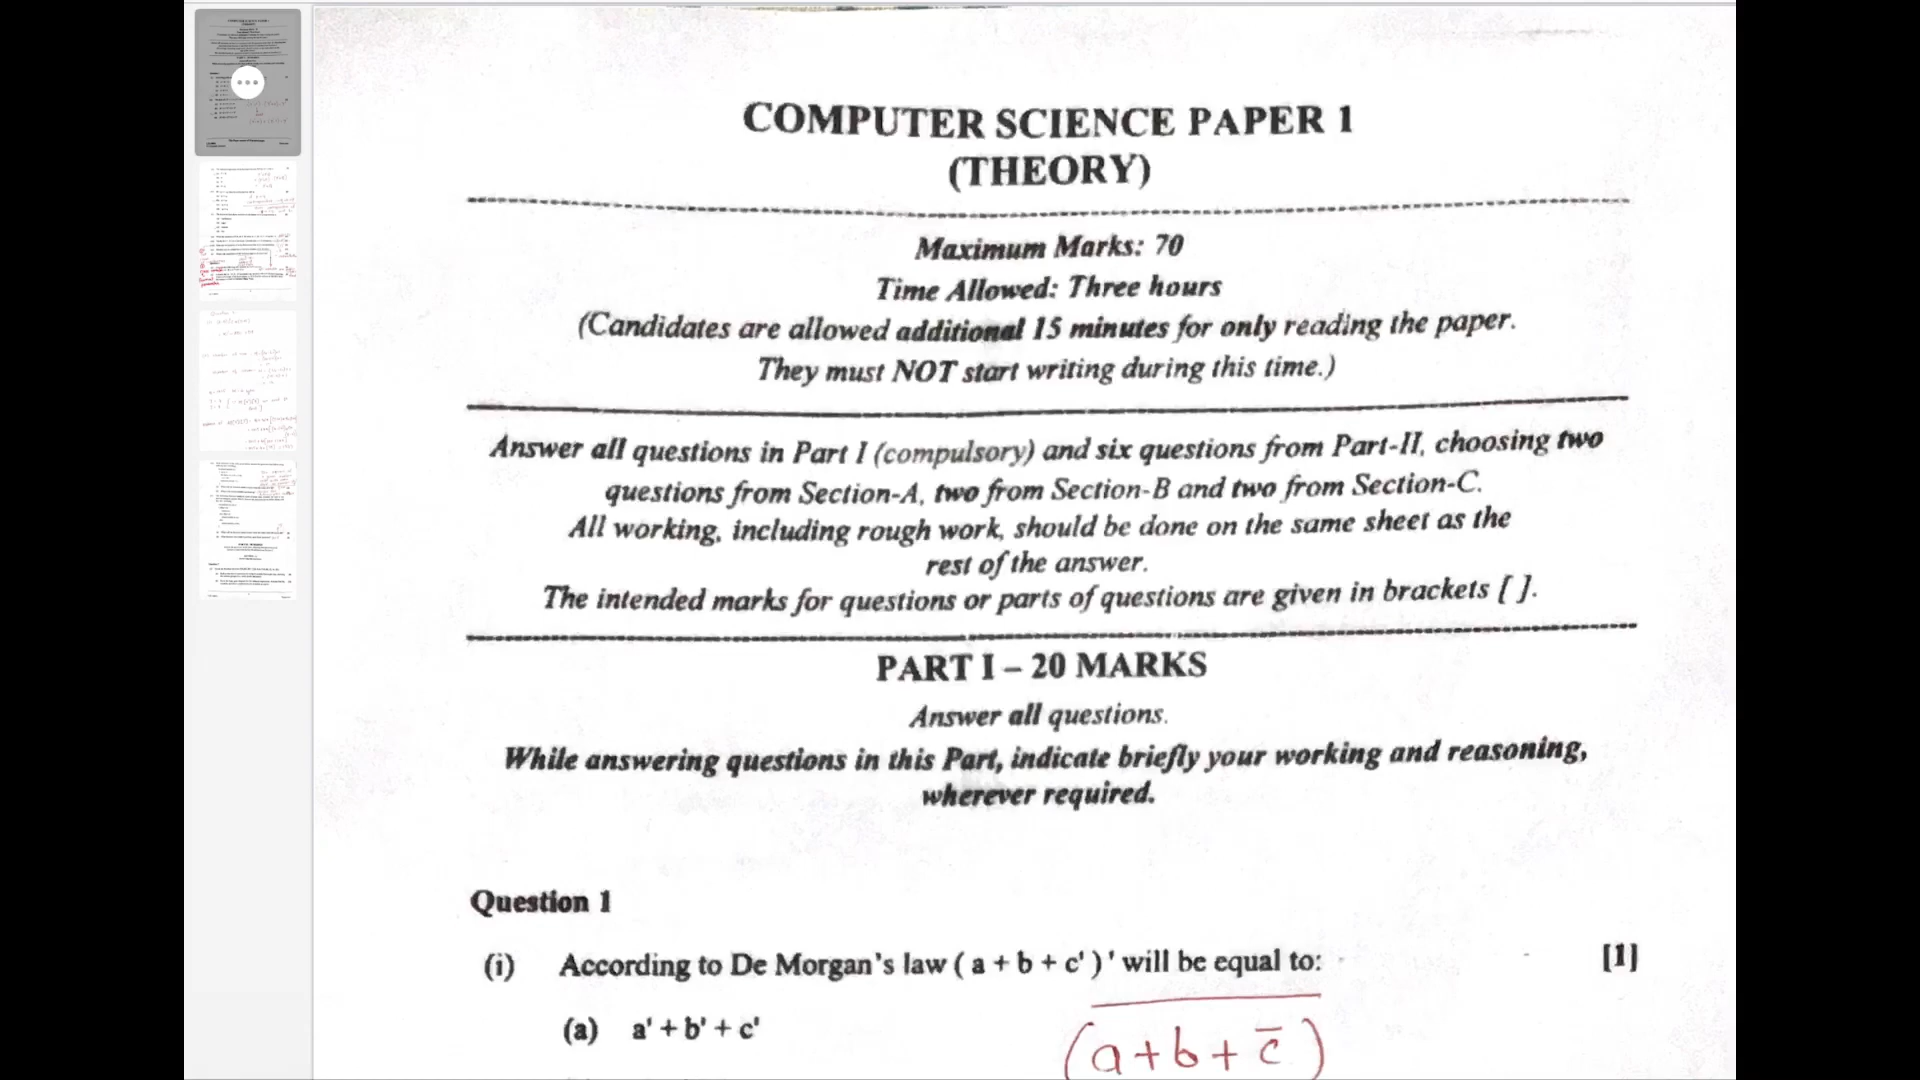 COMPUTER SCIENCE PAPER 1
(THEORY)
Maximum Marks: 70
Time Allowed: Three hours
(Candidates are allowed additional 15 minutes for only reading the paper.
They must NOT start writing during this time.)
Answer all questions in Part I (compulsory) and six questions from Part-II, choosing two
questions from Section-A, two from Section-B and two from Section-C.
All working, including rough work, should be done on the same sheet as the
rest of the answer.
The intended marks for questions or parts of questions are given in brackets [ ].
PART I – 20 MARKS
Answer all questions.
While answering questions in this Part, indicate briefly your working and reasoning,
wherever required.
Question 1
(i) According to De Morgan's law ( a + b + c' ) ' will be equal to: [1]
(a) a' + b' + c'
(a + b + c̅)